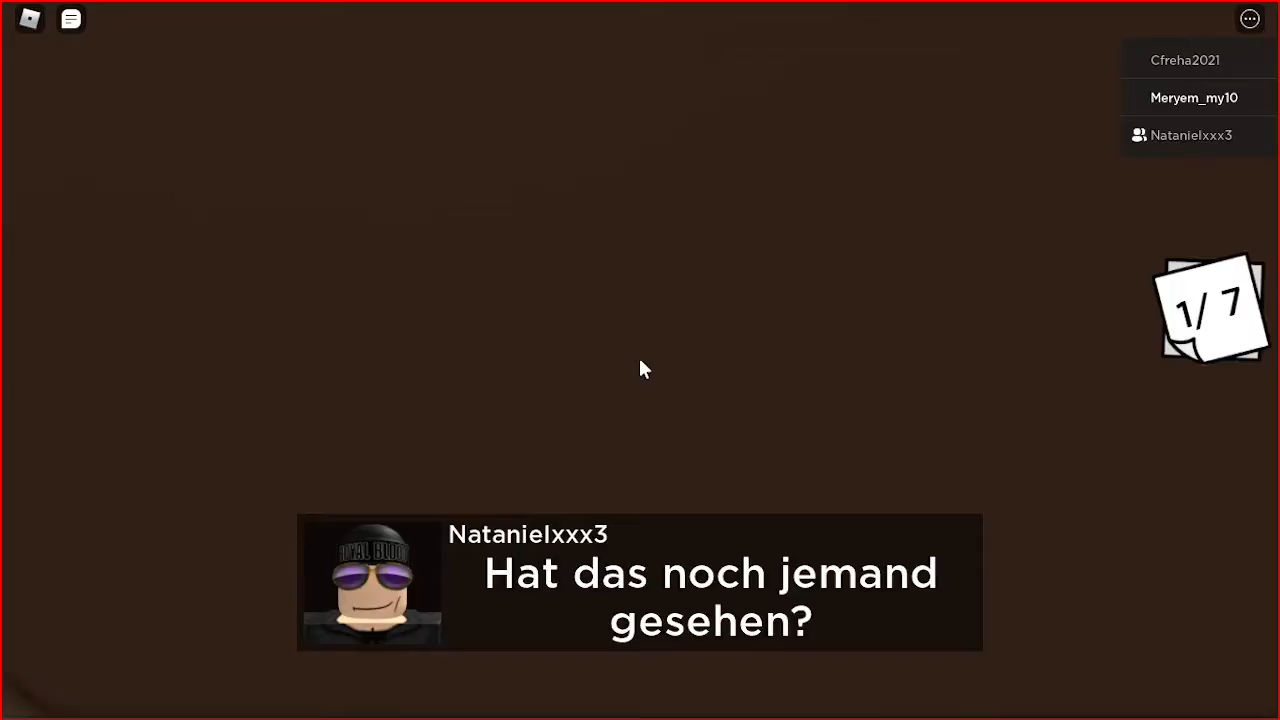 Cfreha2021
Meryem_my10
Natanielxxx3
1/ 7
Natanielxxx3
Hat das noch jemand
gesehen?